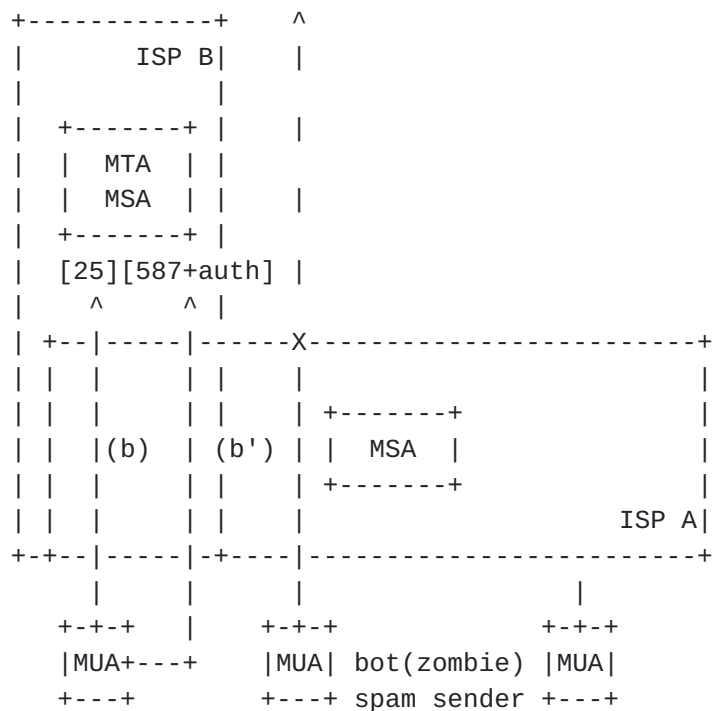 ISP B
MTA
MSA
[25][587+auth]
X
(b) (b') MSA
ISP A
MUA MUA bot(zombie) MUA
spam sender